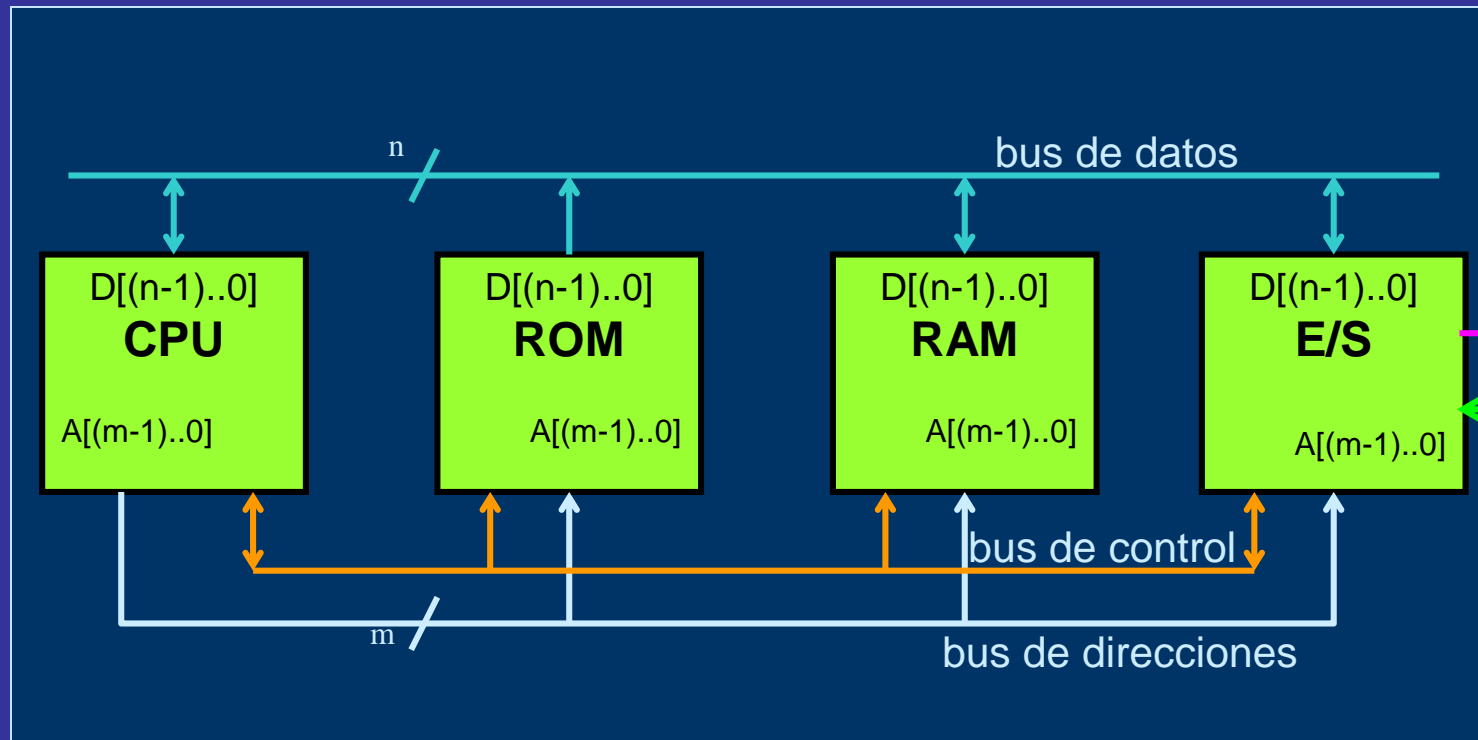 n
bus de datos
D[(n-1)..0]
CPU
A[(m-1)..0]
D[(n-1)..0]
ROM
A[(m-1)..0]
D[(n-1)..0]
RAM
A[(m-1)..0]
D[(n-1)..0]
E/S
A[(m-1)..0]
bus de control
m
bus de direcciones